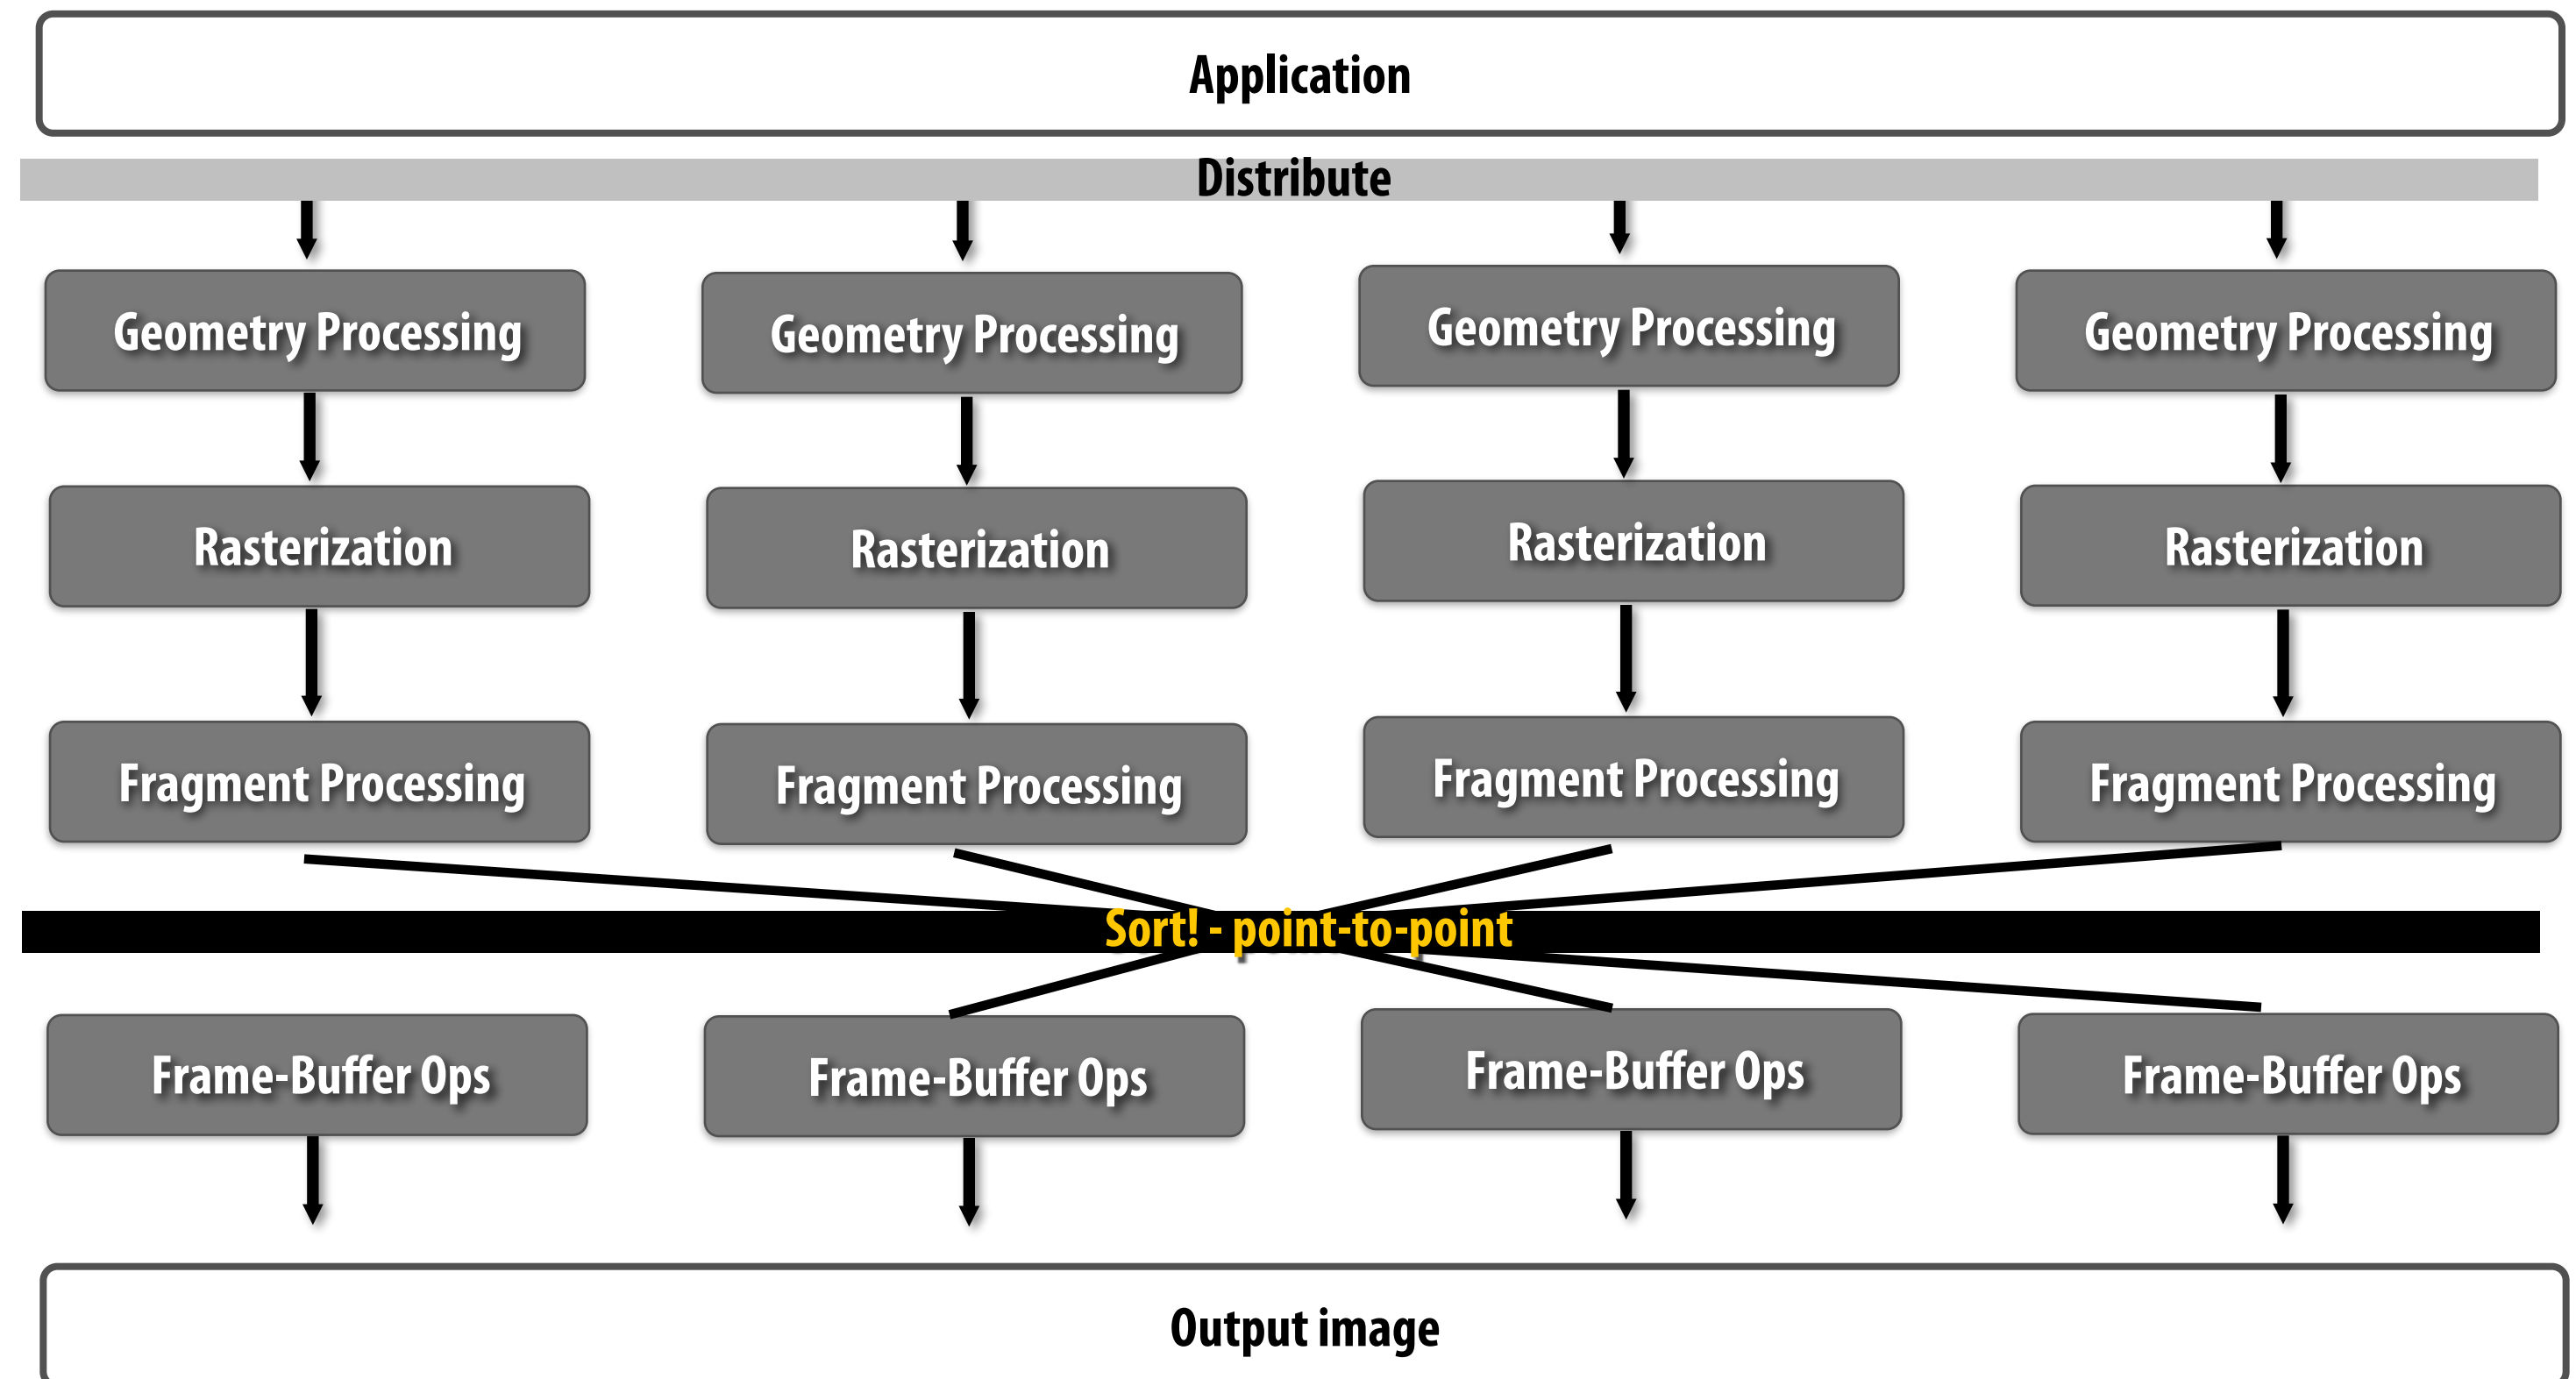 Application
Distribute
Geometry Processing
Geometry Processing
Geometry Processing
Geometry Processing
Rasterization
Rasterization
Rasterization
Rasterization
Fragment Processing
Fragment Processing
Fragment Processing
Fragment Processing
Sort! - point-to-point
Frame-Buffer Ops
Frame-Buffer Ops
Frame-Buffer Ops
Frame-Buffer Ops
Output image